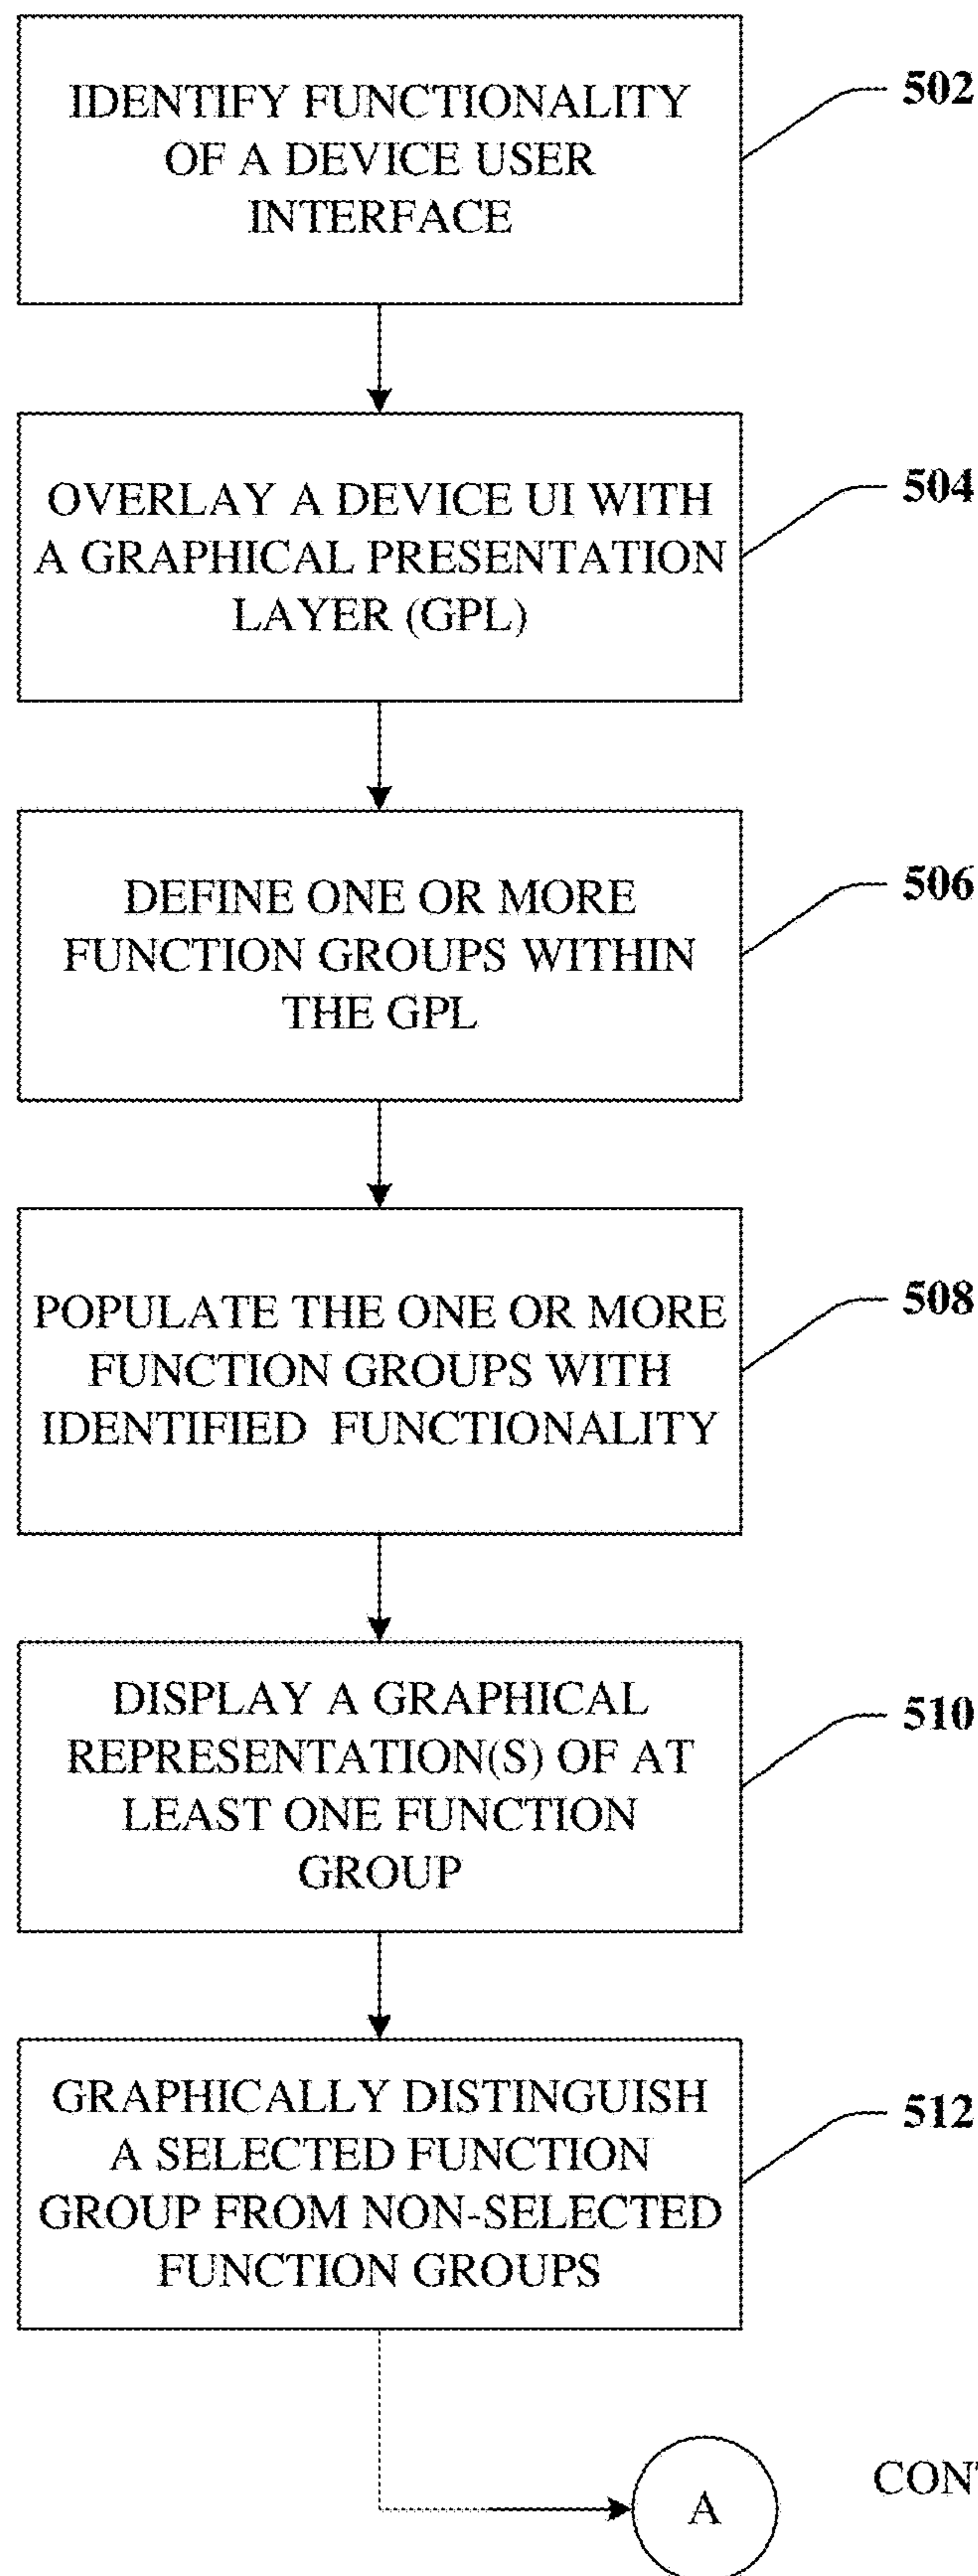 IDENTIFY FUNCTIONALITY
OF A DEVICE USER
INTERFACE
502
OVERLAY A DEVICE UI WITH
A GRAPHICAL PRESENTATION
LAYER (GPL)
504
DEFINE ONE OR MORE
FUNCTION GROUPS WITHIN
THE GPL
506
POPULATE THE ONE OR MORE
FUNCTION GROUPS WITH
IDENTIFIED FUNCTIONALITY
508
DISPLAY A GRAPHICAL
REPRESENTATION(S) OF AT
LEAST ONE FUNCTION
GROUP
510
GRAPHICALLY DISTINGUISH
A SELECTED FUNCTION
GROUP FROM NON-SELECTED
FUNCTION GROUPS
512
A